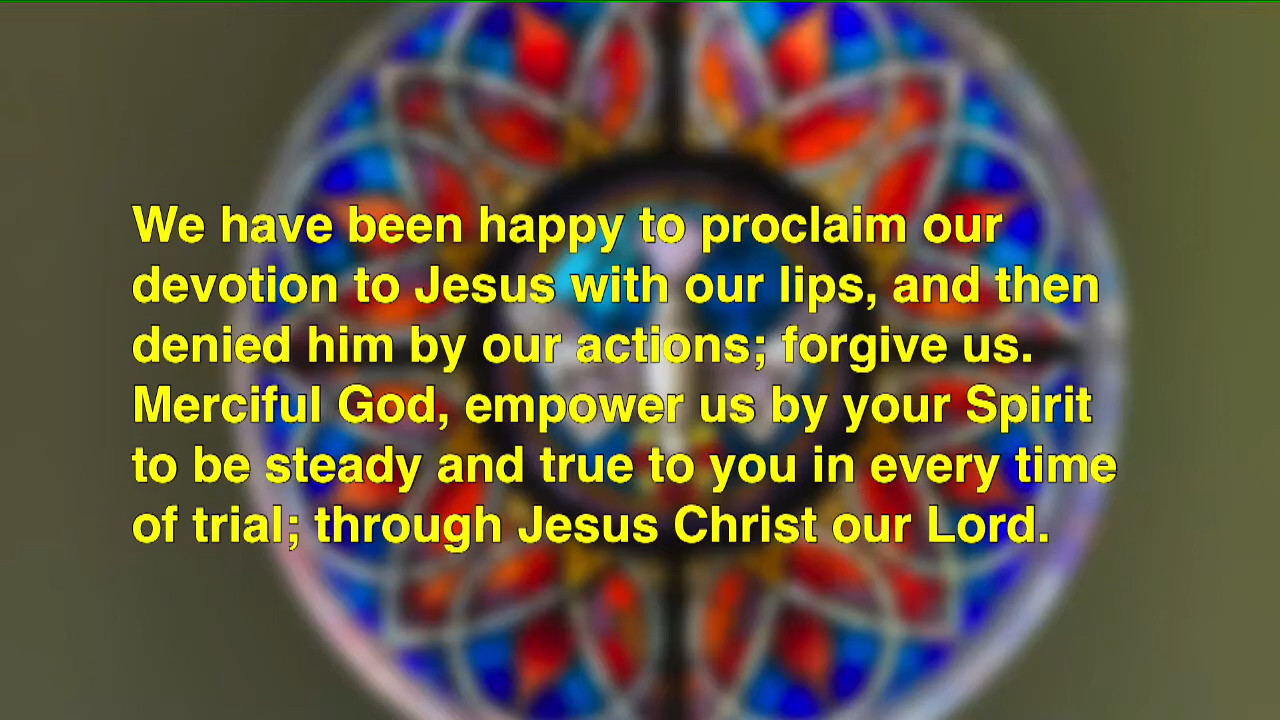 We have been happy to proclaim our
devotion to Jesus with our lips, and then
denied him by our actions; forgive us.
Merciful God, empower us by your Spirit
to be steady and true to you in every time
of trial; through Jesus Christ our Lord.